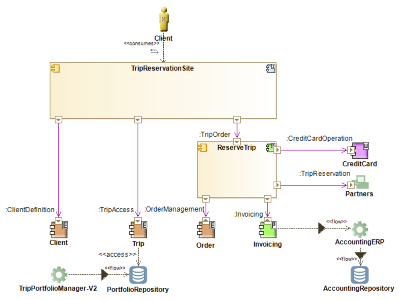 Client
<<consumes>>
TripReservationSite
:TripOrder
ReserveTrip
:CreditCardOperation
CreditCard
:TripReservation
Partners
:ClientDefinition
:TripAccess
:OrderManagement
:Invoicing
Client
Trip
Order
Invoicing
<<flow>>
AccountingERP
<<access>>
<<flow>>
<<flow>>
TripPortfolioManager-V2
PortfolioRepository
AccountingRepository